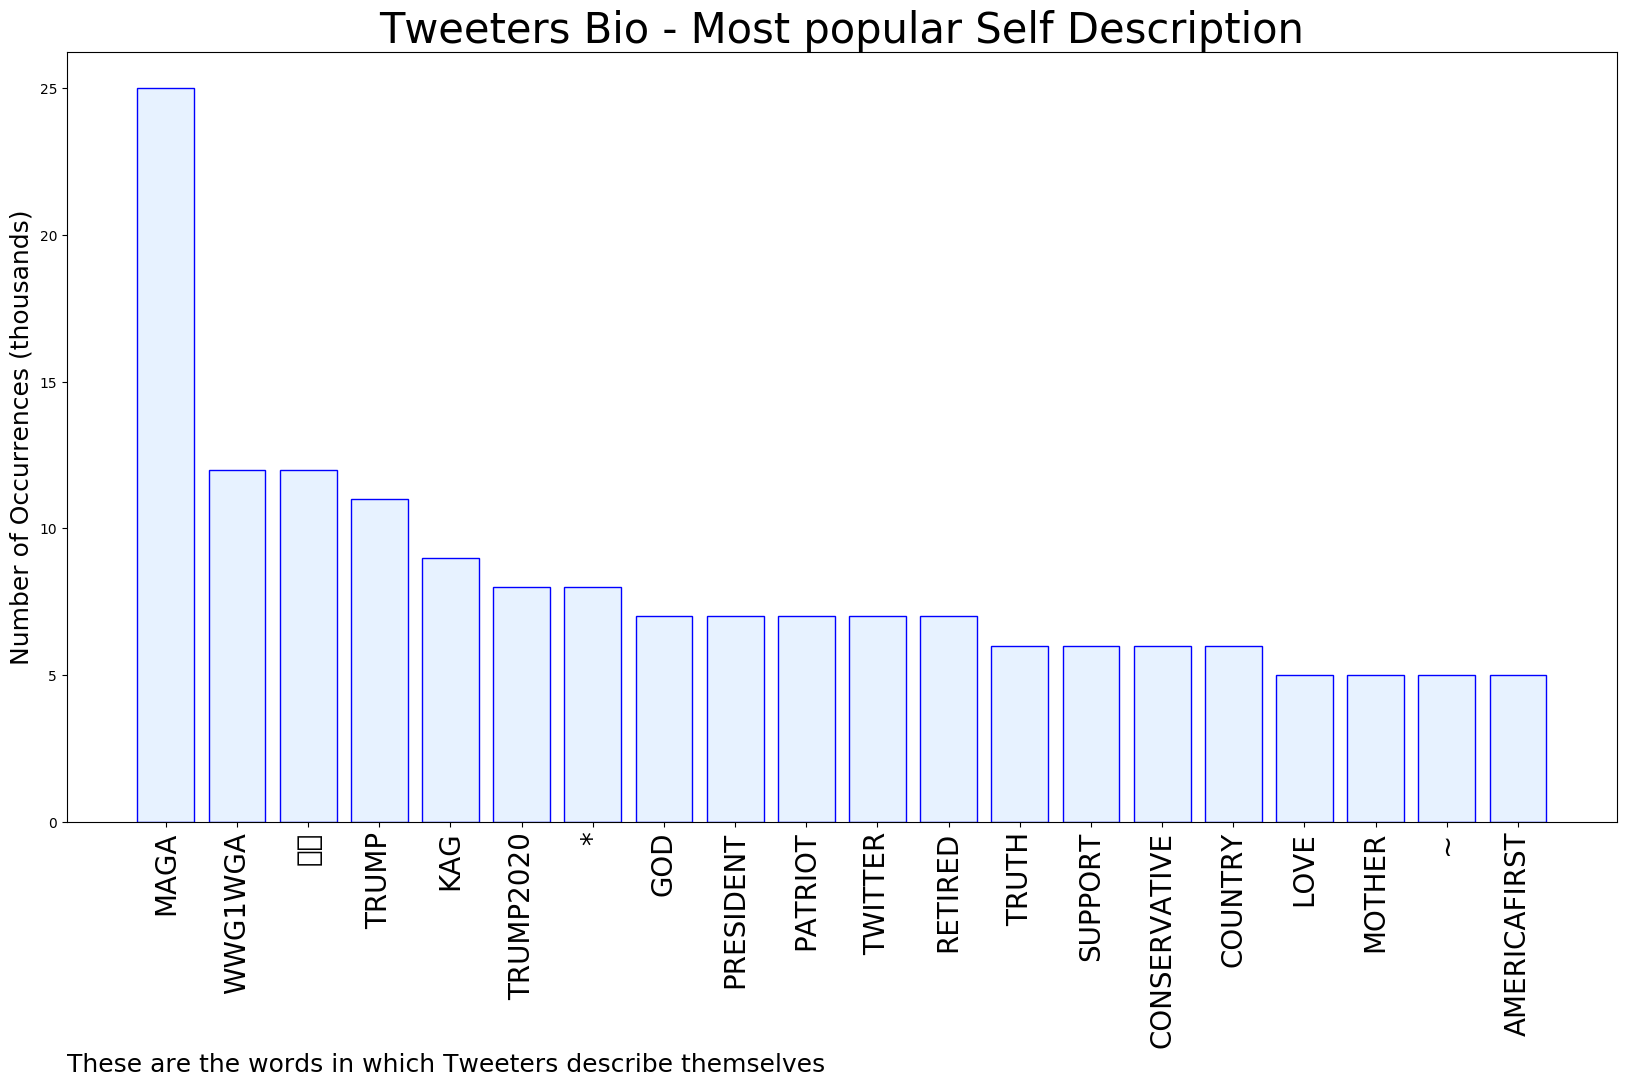 Tweeters Bio - Most popular Self Description
Number of Occurrences (thousands)
25
20
15
10
5
0
MAGA
WWG1WGA
TRUMP
KAG
TRUMP2020
*
GOD
PRESIDENT
PATRIOT
TWITTER
RETIRED
TRUTH
SUPPORT
CONSERVATIVE
COUNTRY
LOVE
MOTHER
~
AMERICAFIRST
These are the words in which Tweeters describe themselves